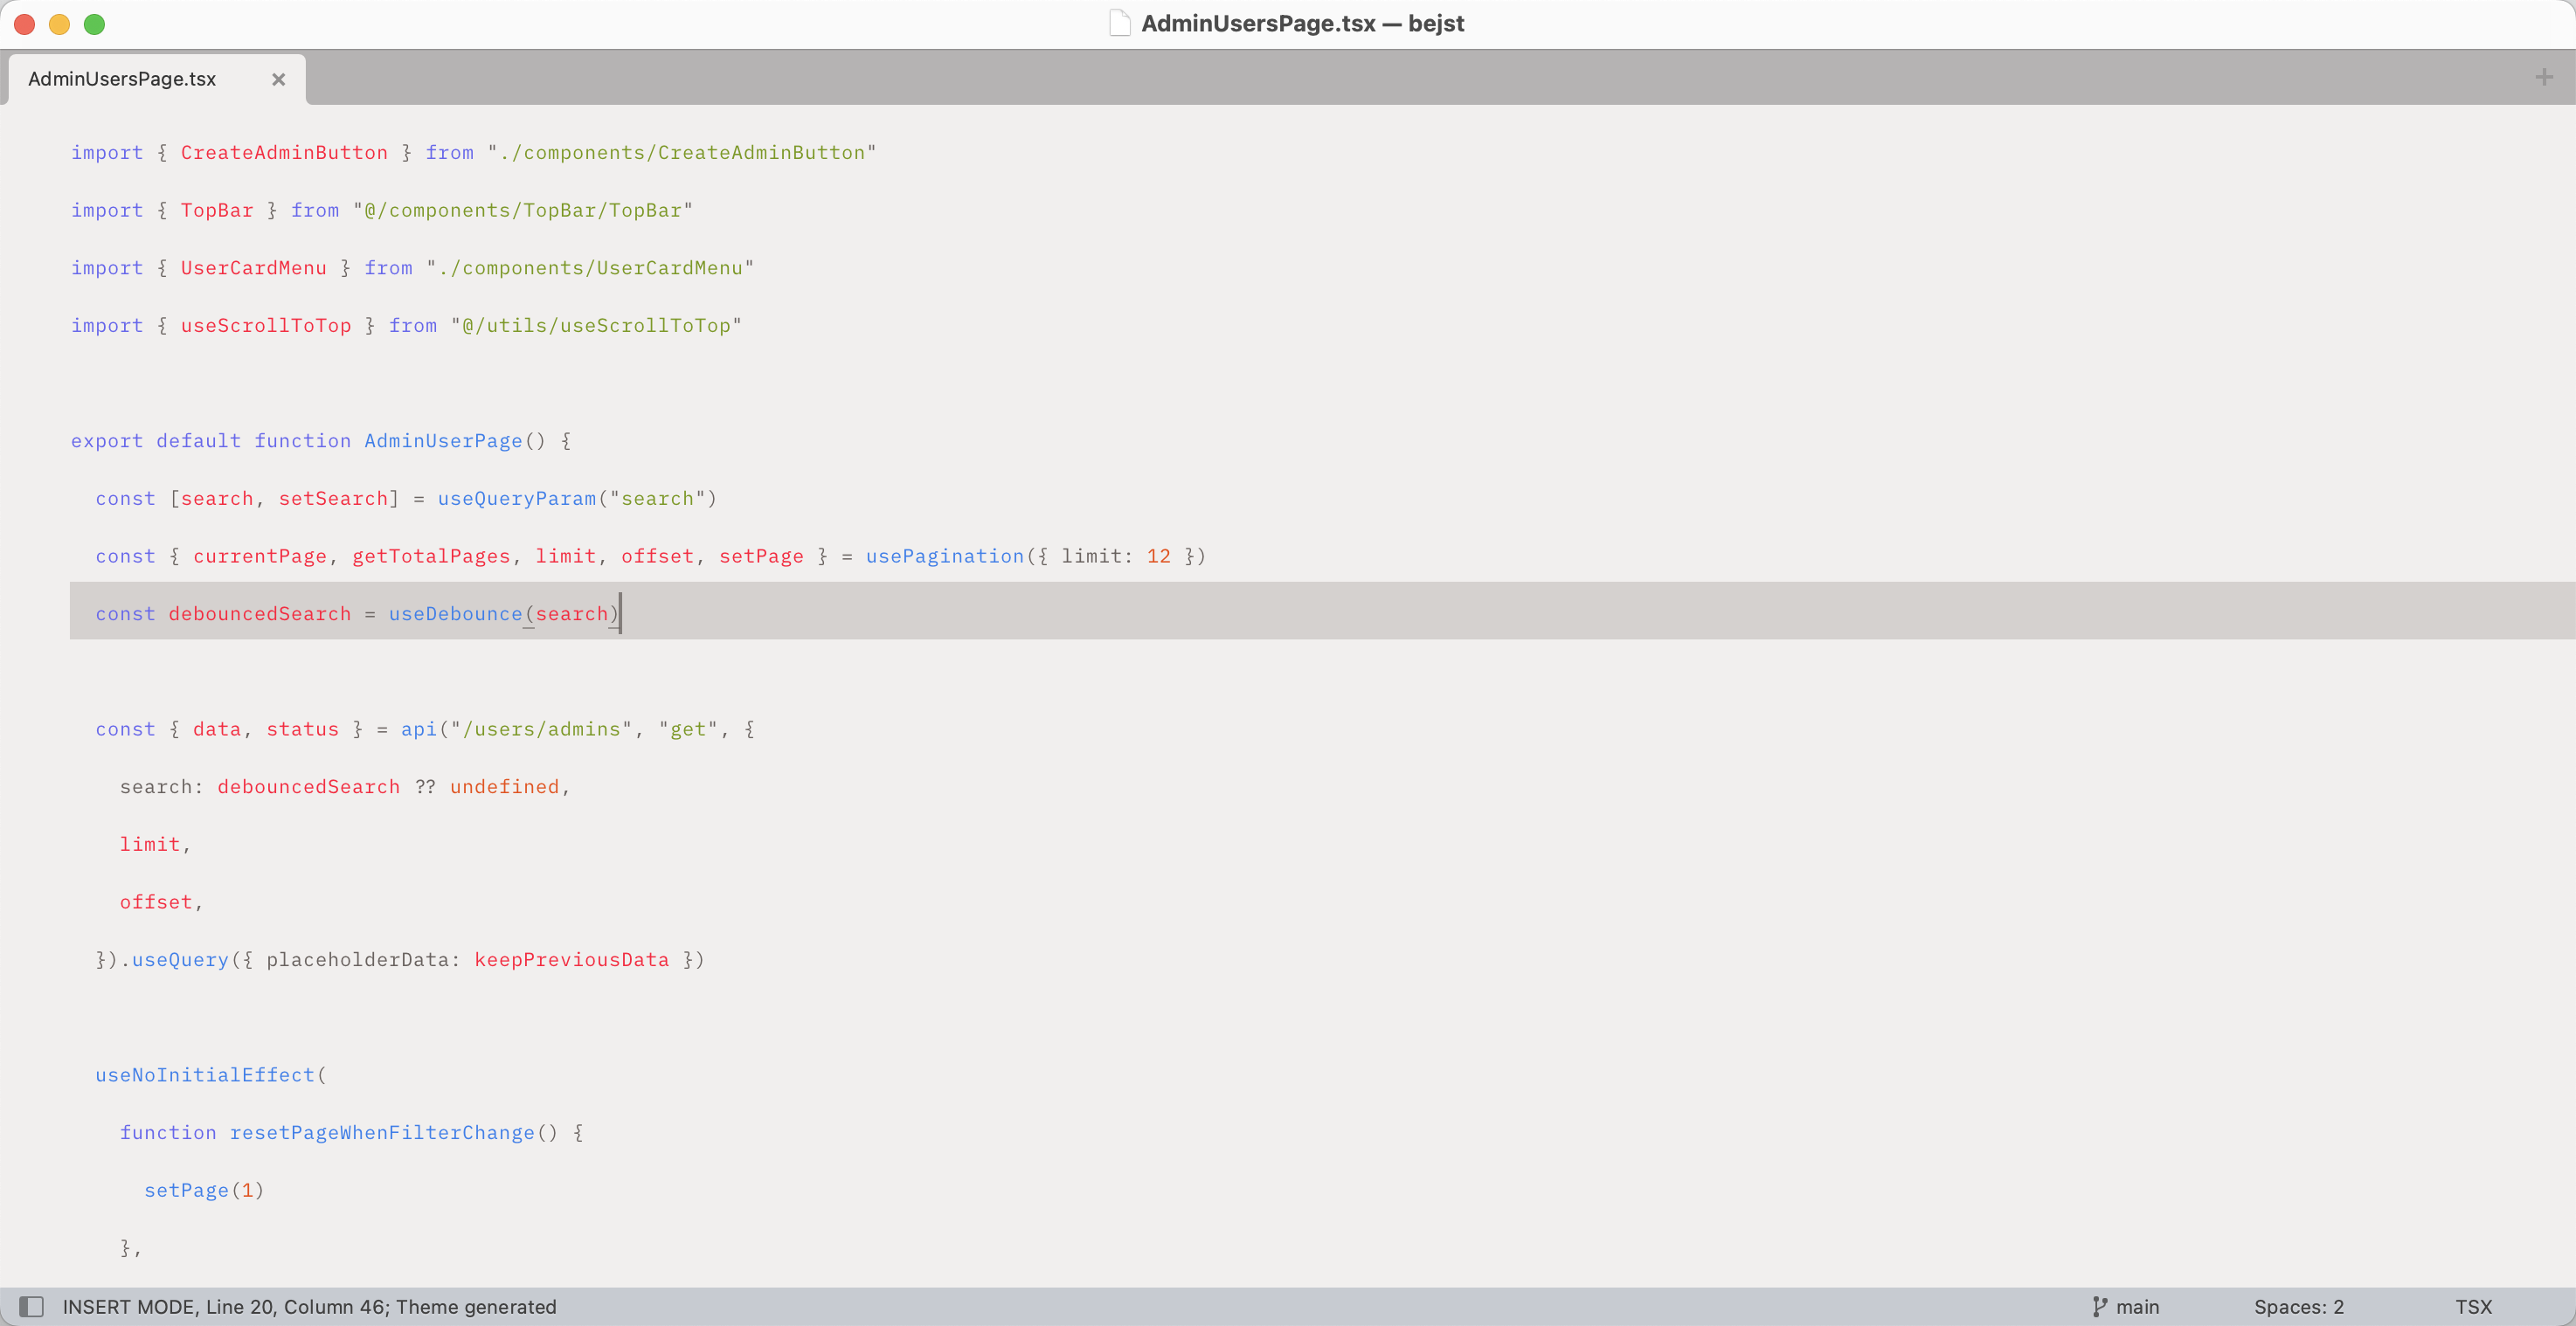 AdminUsersPage.tsx — bejst
AdminUsersPage.tsx
import { CreateAdminButton } from "./components/CreateAdminButton"
import { TopBar } from "@/components/TopBar/TopBar"
import { UserCardMenu } from "./components/UserCardMenu"
import { useScrollToTop } from "@/utils/useScrollToTop"
export default function AdminUserPage() {
  const [search, setSearch] = useQueryParam("search")
  const { currentPage, getTotalPages, limit, offset, setPage } = usePagination({ limit: 12 })
  const debouncedSearch = useDebounce(search)
  const { data, status } = api("/users/admins", "get", {
    search: debouncedSearch ?? undefined,
    limit,
    offset,
  }).useQuery({ placeholderData: keepPreviousData })
  useNoInitialEffect(
    function resetPageWhenFilterChange() {
      setPage(1)
    },
INSERT MODE, Line 20, Column 46; Theme generated
main
Spaces: 2
TSX